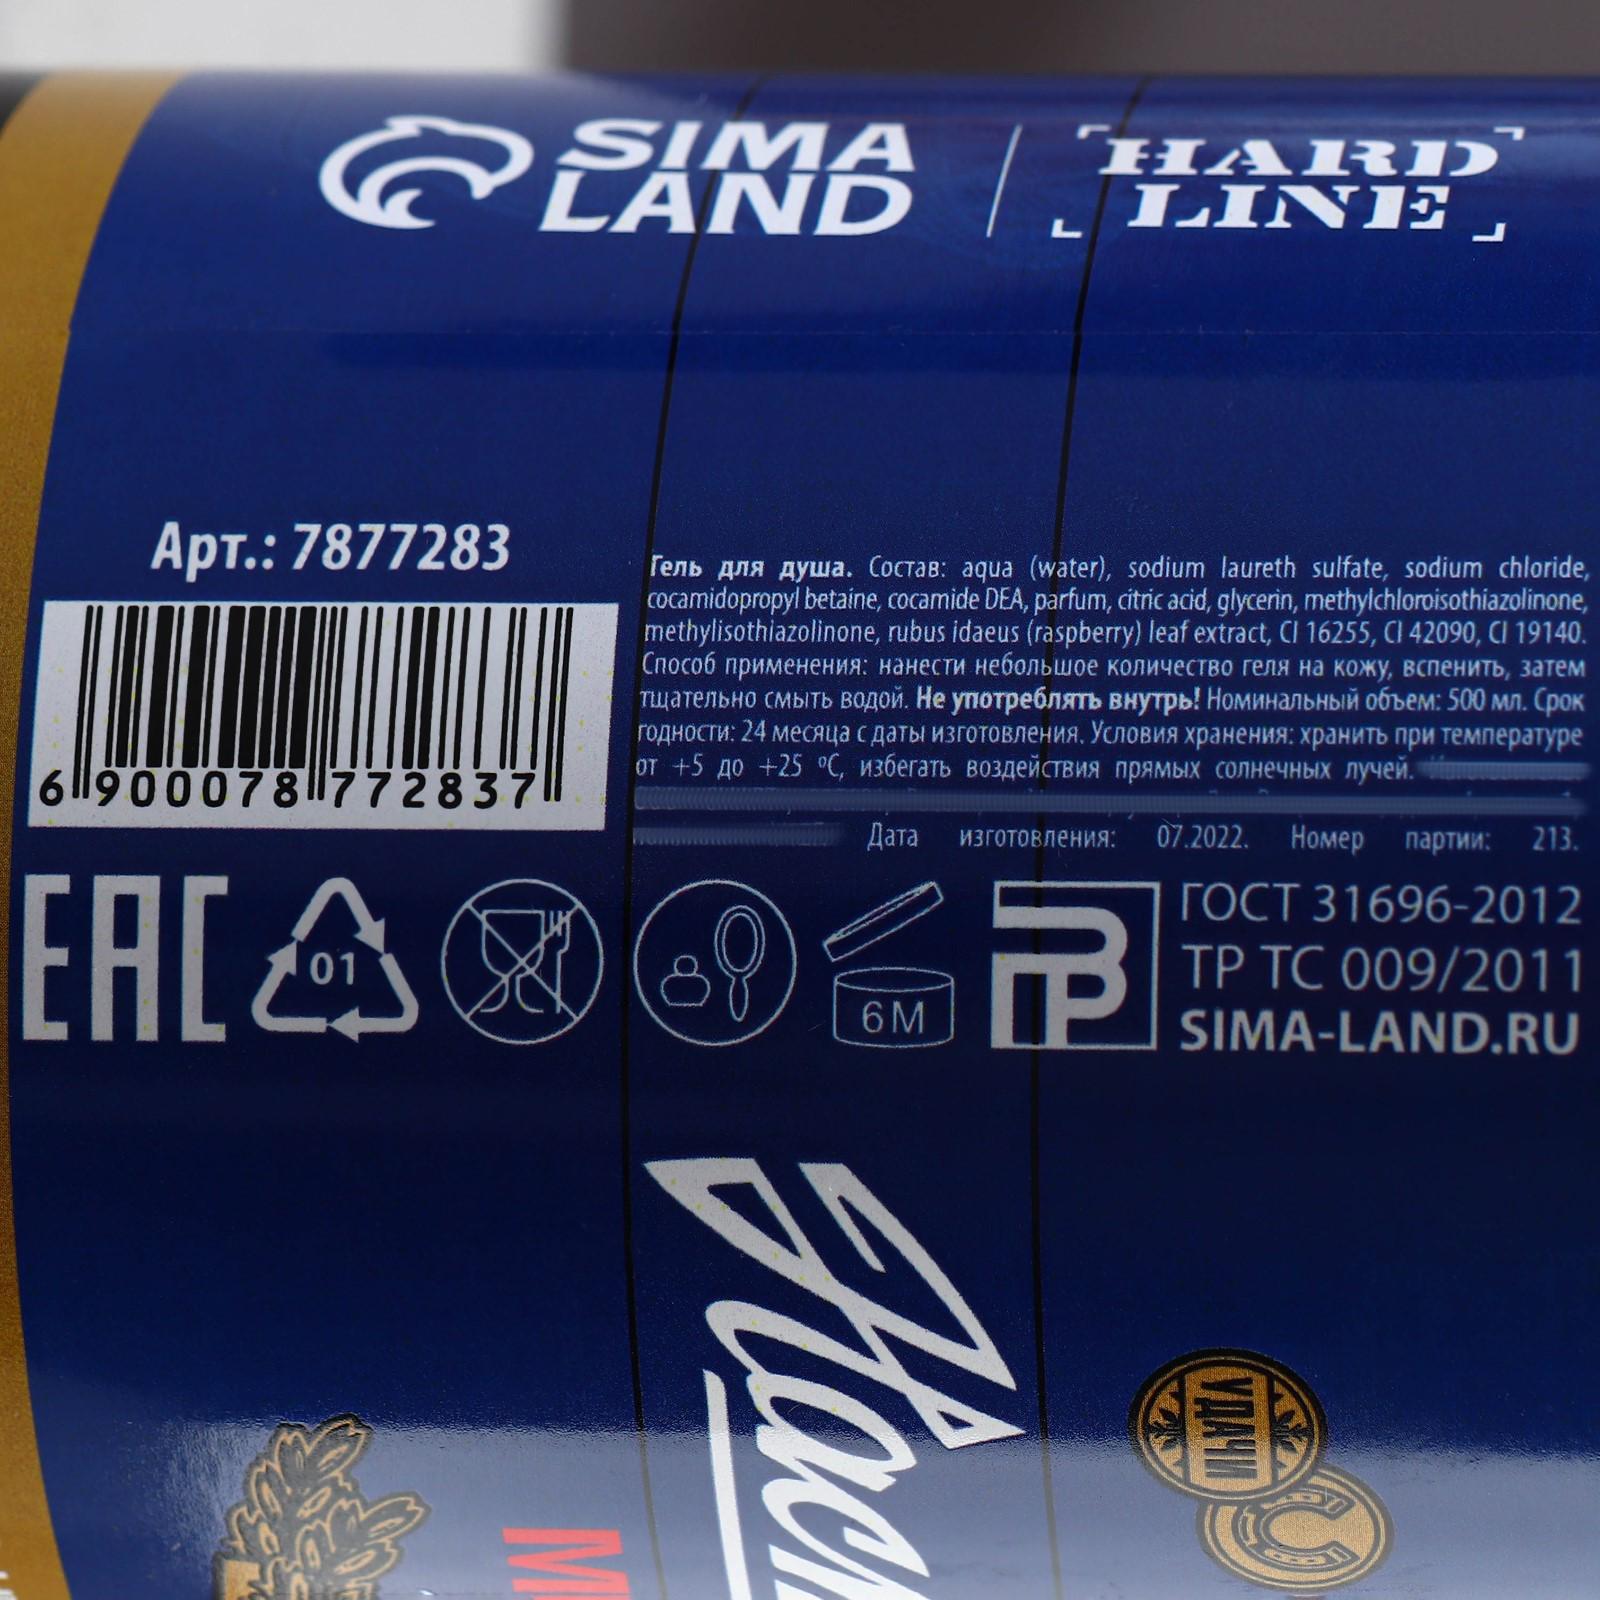 SIMA LAND
HARD LINE
Арт.: 7877283
6 900078 772837
Гель для душа. Состав: aqua (water), sodium laureth sulfate, sodium chloride,
cocamidopropyl betaine, cocamide DEA, parfum, citric acid, glycerin, methylchloroisothiazolinone,
methylisothiazolinone, rubus idaeus (raspberry) leaf extract, CI 16255, CI 42090, CI 19140.
Способ применения: нанести небольшое количество геля на кожу, вспенить, затем
тщательно смыть водой. Не употреблять внутрь! Номинальный объем: 500 мл. Срок
годности: 24 месяца с даты изготовления. Условия хранения: хранить при температуре
от +5 до +25 ºC, избегать воздействия прямых солнечных лучей.
Дата изготовления: 07.2022. Номер партии: 213.
EAC
01
6M
ГОСТ 31696-2012
ТР ТС 009/2011
SIMA-LAND.RU
УДАЧИ